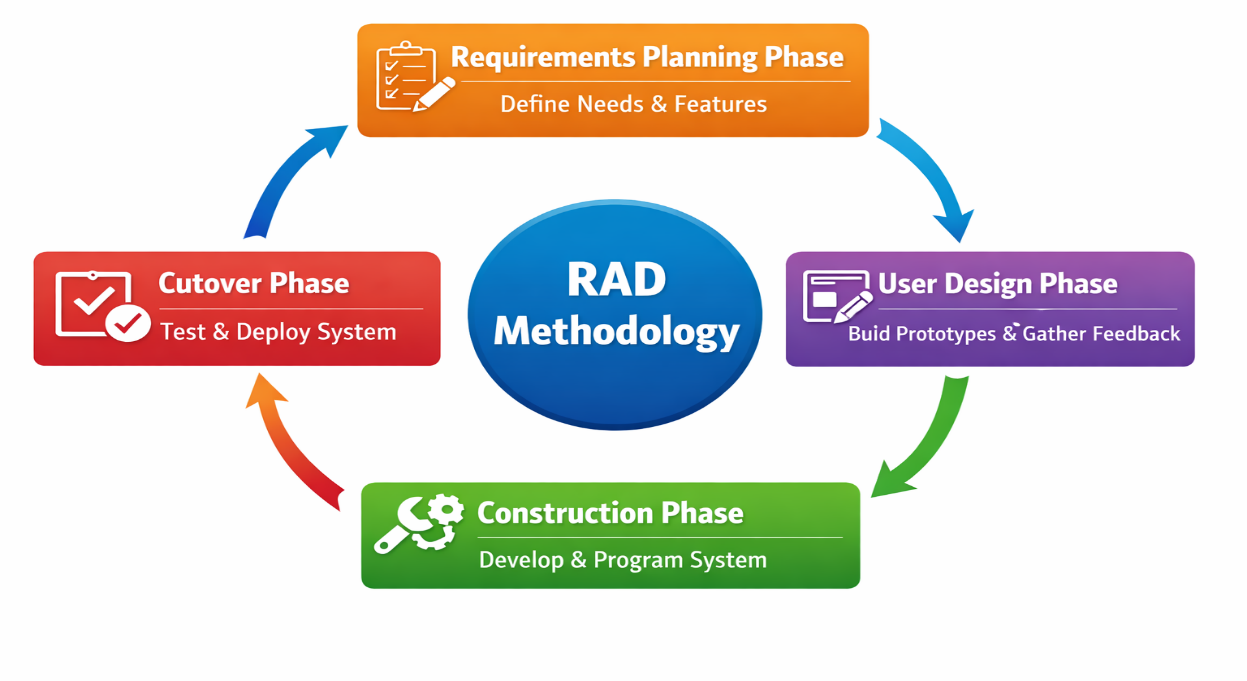 Requirements Planning Phase
Define Needs & Features
Cutover Phase
Test & Deploy System
RAD
Methodology
User Design Phase
Buid Prototypes & Gather Feedback
Construction Phase
Develop & Program System